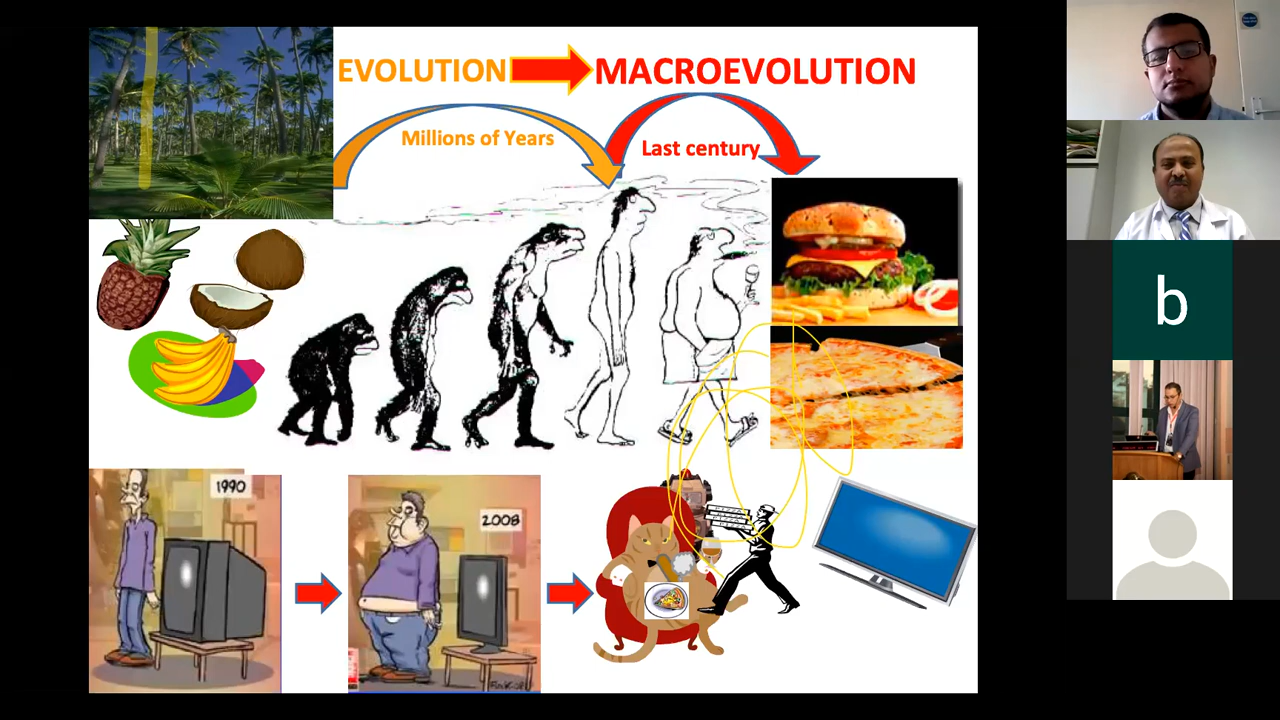 EVOLUTION
MACROEVOLUTION
Millions of Years
Last century
1990
2008
b